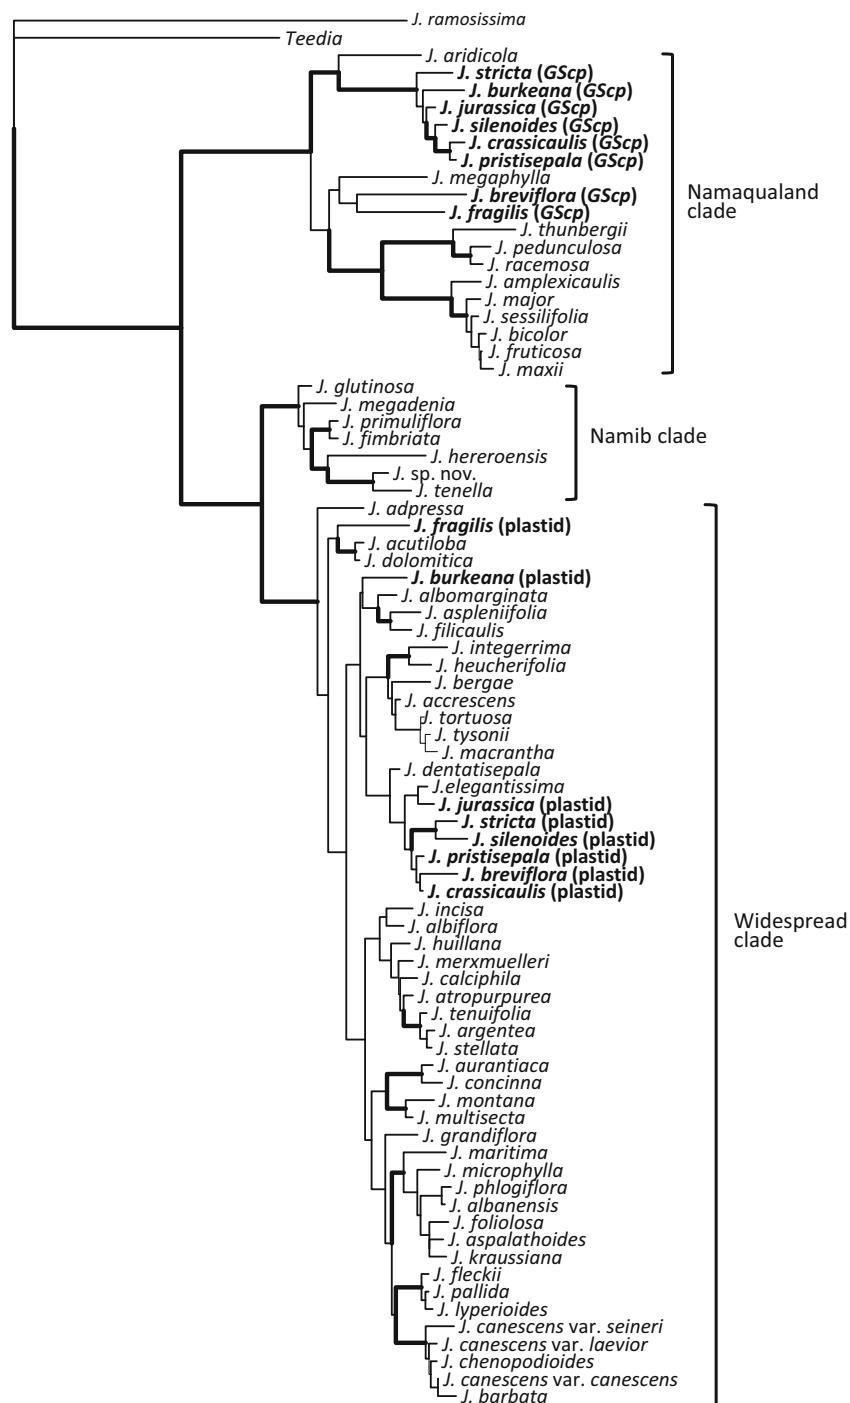 J. ramosissima
Teedia
J. aridicola
J. stricta (GScp)
J. burkeana (GScp)
J. jurassica (GScp)
J. silenoides (GScp)
J. crassicaulis (GScp)
J. pristisepala (GScp)
J. megaphylla
J. breviflora (GScp)
J. fragilis (GScp)
J. thunbergii
J. pedunculosa
J. racemosa
J. amplexicaulis
J. major
J. sessilifolia
J. bicolor
J. fruticosa
J. maxii
Namaqualand
clade
J. glutinosa
J. megadenia
J. primuliflora
J. fimbriata
J. hereroensis
J. sp. nov.
J. tenella
Namib clade
J. adpressa
J. fragilis (plastid)
J. acutiloba
J. dolomitica
J. burkeana (plastid)
J. albomarginata
J. aspleniifolia
J. filicaulis
J. integerrima
J. heucherifolia
J. bergae
J. accrescens
J. tortuosa
J. tysonii
J. macrantha
J. dentatisepala
J.elegantissima
J. jurassica (plastid)
J. stricta (plastid)
J. silenoides (plastid)
J. pristisepala (plastid)
J. breviflora (plastid)
J. crassicaulis (plastid)
J. incisa
J. albiflora
J. huillana
J. merxmuelleri
J. calciphila
J. atropurpurea
J. tenuifolia
J. argentea
J. stellata
J. aurantiaca
J. concinna
J. montana
J. multisecta
J. grandiflora
J. maritima
J. microphylla
J. phlogiflora
J. albanensis
J. foliolosa
J. aspalathoides
J. kraussiana
J. fleckii
J. pallida
J. lyperioides
J. canescens var. seineri
J. canescens var. laevior
J. chenopodioides
J. canescens var. canescens
J. barbata
Widespread
clade